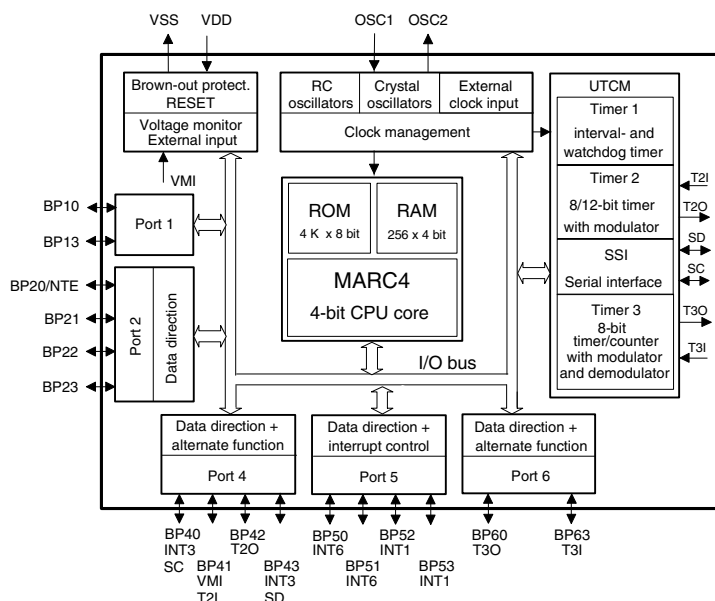 VSS VDD OSC1 OSC2
Brown-out protect.
RESET
Voltage monitor
External input
VMI
RC
oscillators
Crystal
oscillators
External
clock input
Clock management
UTCM
Timer 1
interval- and
watchdog timer
Timer 2
8/12-bit timer
with modulator
SSI
Serial interface
Timer 3
8-bit
timer/counter
with modulator
and demodulator
T2I
T2O
SD
SC
T3O
T3I
ROM
4 K x 8 bit
RAM
256 x 4 bit
MARC4
4-bit CPU core
I/O bus
BP10
BP13
Port 1
BP20/NTE
BP21
BP22
BP23
Port 2
Data direction
Data direction +
alternate function
Port 4
Data direction +
interrupt control
Port 5
Data direction +
alternate function
Port 6
BP40
INT3
SC
BP41
VMI
T2I
BP42
T2O
BP43
INT3
SD
BP50
INT6
BP51
INT6
BP52
INT1
BP53
INT1
BP60
T3O
BP63
T3I